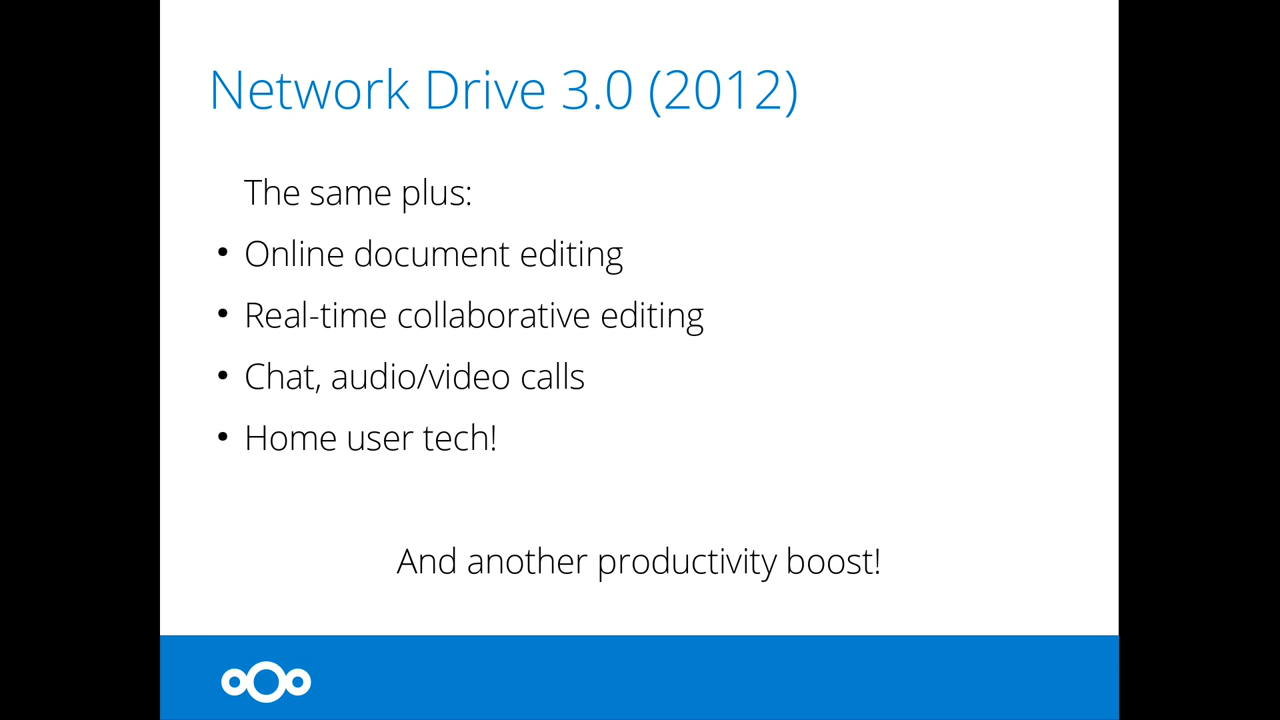 Network Drive 3.0 (2012)
The same plus:
• Online document editing
• Real-time collaborative editing
• Chat, audio/video calls
• Home user tech!
And another productivity boost!